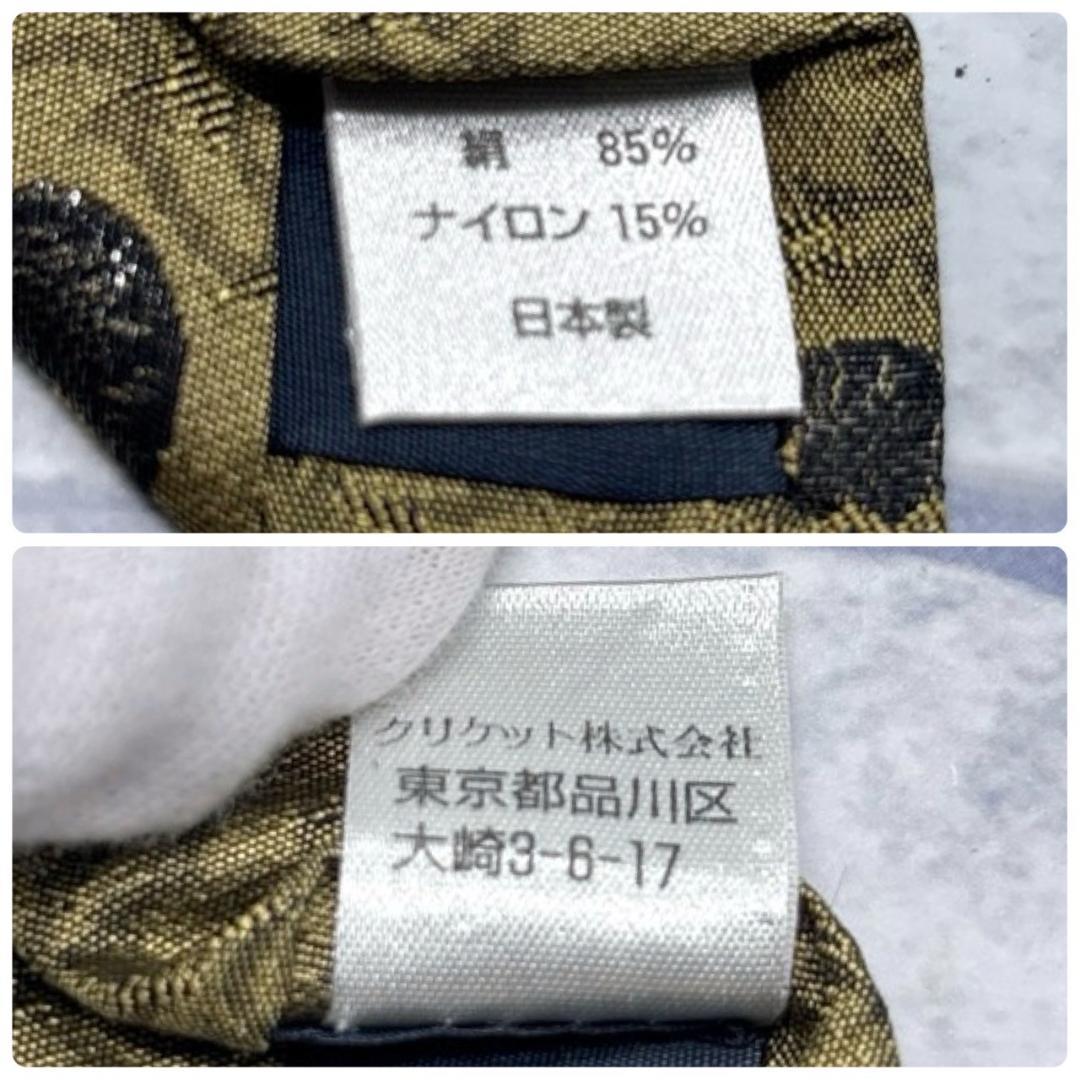 絹 85%
ナイロン 15%
日本製
クリケット株式会社
東京都品川区
大崎3-6-17